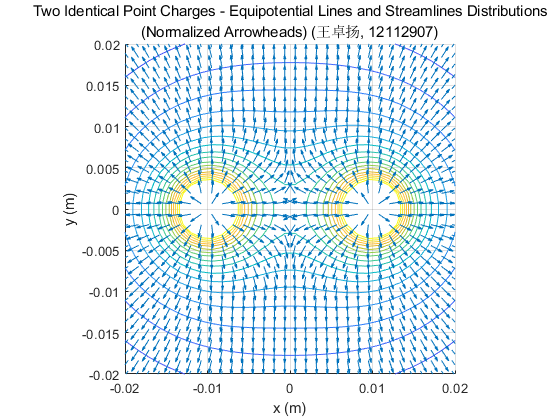 Two Identical Point Charges - Equipotential Lines and Streamlines Distributions
(Normalized Arrowheads) (王卓扬, 12112907)
0.02
0.015
0.01
0.005
0
-0.005
-0.01
-0.015
-0.02
y (m)
-0.02 -0.01 0 0.01 0.02
x (m)